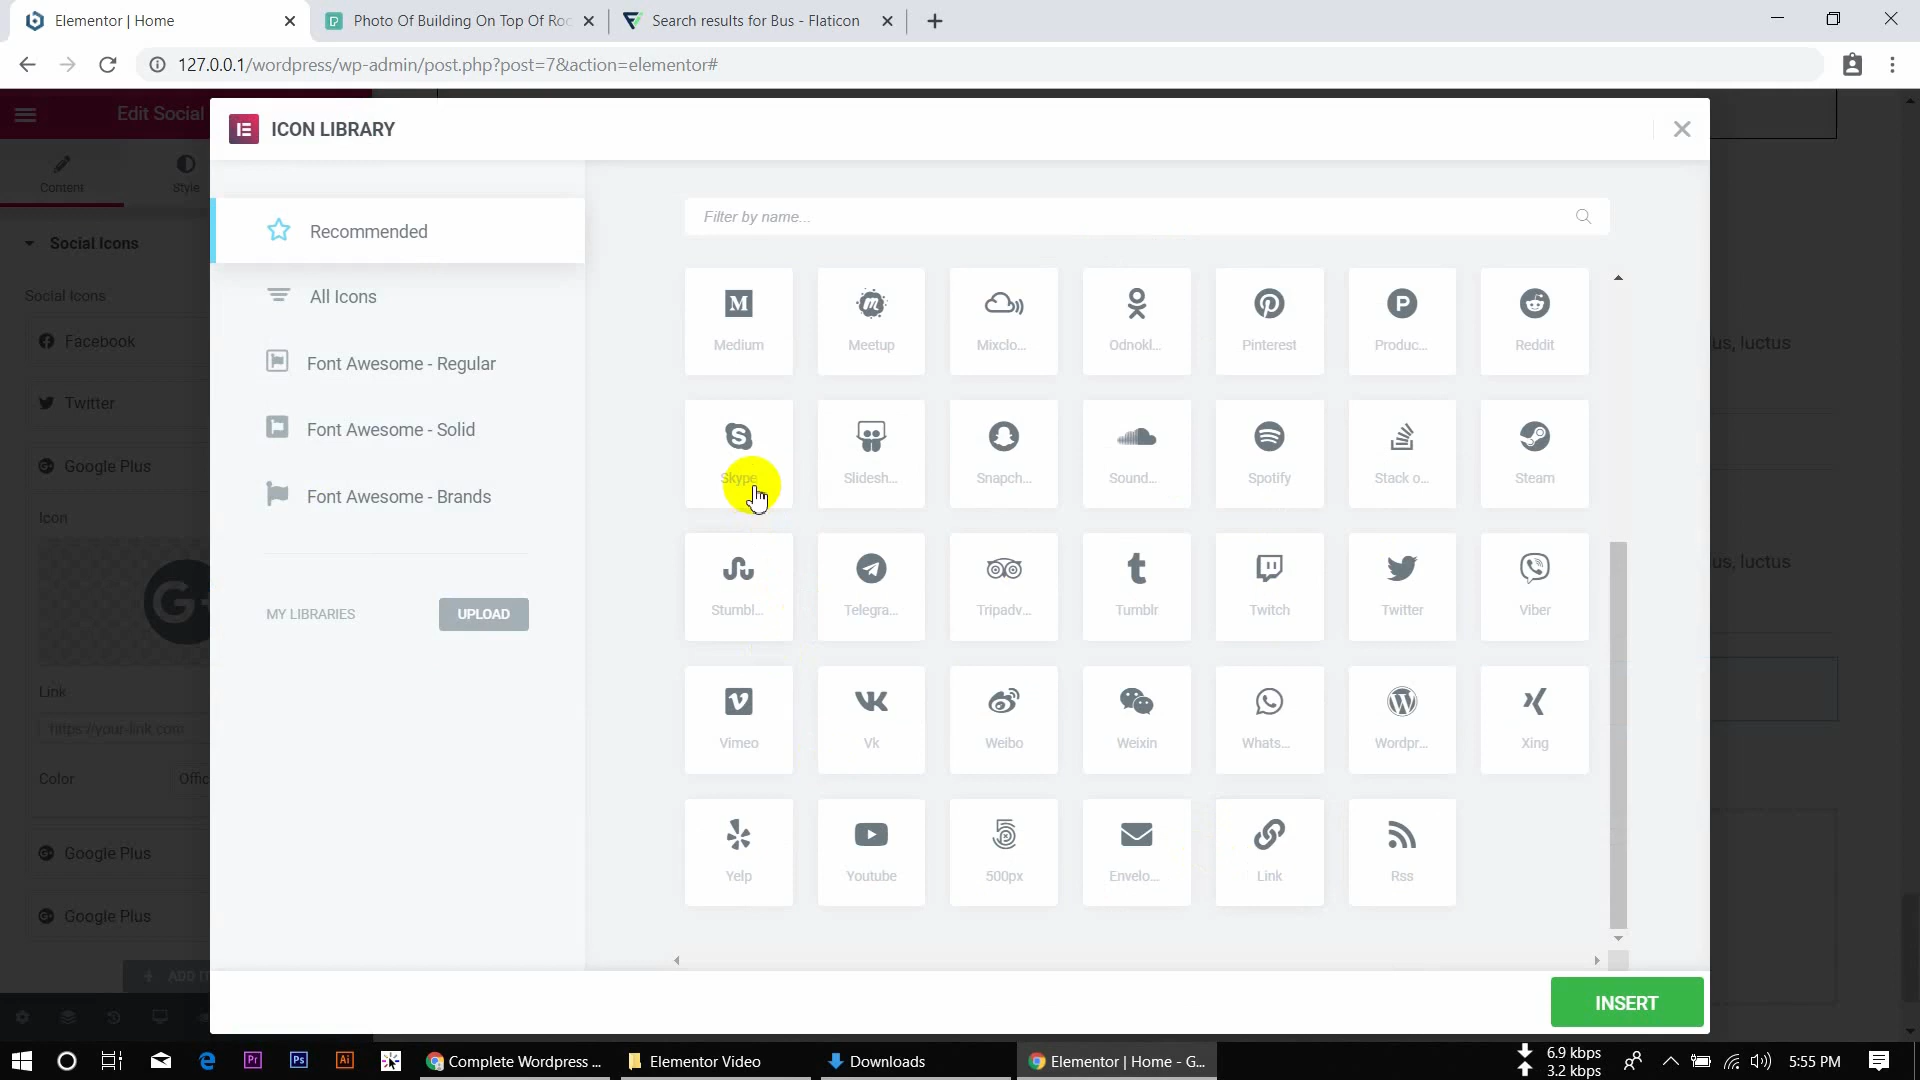 Elementor | Home
Photo Of Building On Top Of Roc
Search results for Bus - Flaticon
127.0.0.1/wordpress/wp-admin/post.php?post=7&action=elementor#
Edit Social
ICON LIBRARY
Content
Style
Recommended
Filter by name...
Social Icons
All Icons
Social Icons
Facebook
Medium
Meetup
Mixclo...
Odnokl...
Pinterest
Produc...
Reddit
us, luctus
Font Awesome - Regular
Twitter
Font Awesome - Solid
Google Plus
Skype
Slidesh...
Snapch...
Sound...
Spotify
Stack o...
Steam
Font Awesome - Brands
Icon
us, luctus
MY LIBRARIES
UPLOAD
Stumbl...
Telegra...
Tripadv...
Tumblr
Twitch
Twitter
Viber
Link
https://your-link.com
Vimeo
Vk
Weibo
Weixin
Whats...
Wordpr...
Xing
Color
Offic
Google Plus
Yelp
Youtube
500px
Envelo...
Link
Rss
Google Plus
ADD IT
INSERT
Complete Wordpress ...
Elementor Video
Downloads
Elementor | Home - G...
6.9 kbps
3.2 kbps
5:55 PM